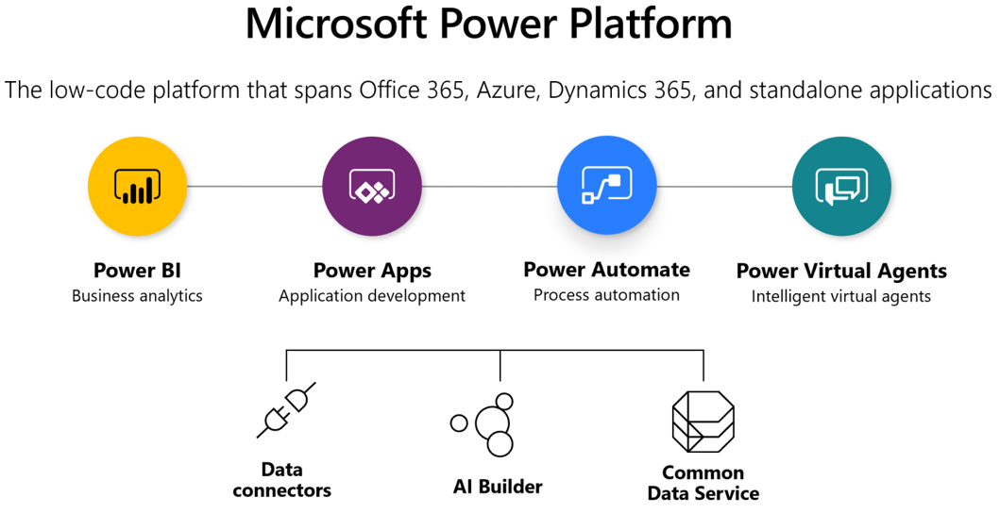 Microsoft Power Platform
The low-code platform that spans Office 365, Azure, Dynamics 365, and standalone applications
Power BI
Business analytics
Power Apps
Application development
Power Automate
Process automation
Power Virtual Agents
Intelligent virtual agents
Data
connectors
AI Builder
Common
Data Service